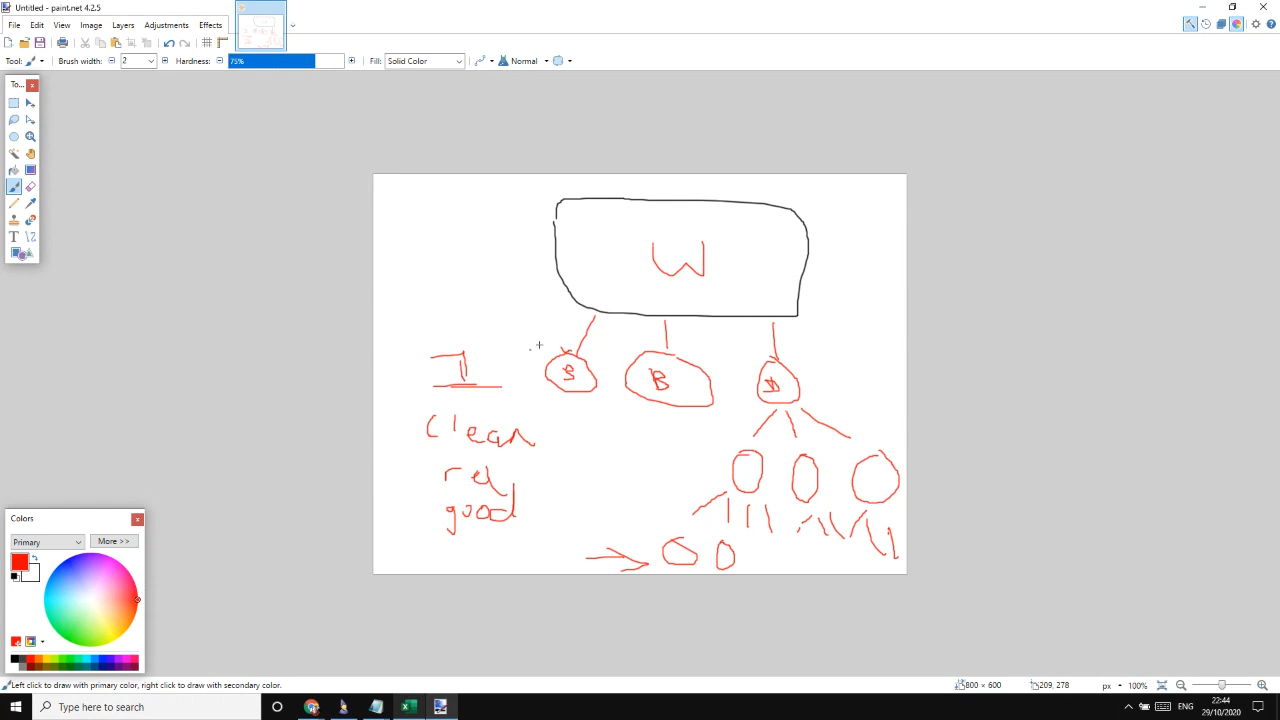 Untitled - paint.net 4.2.5
File Edit View Image Layers Adjustments Effects
Tool: Brush width: 2 Hardness: 75% Fill: Solid Color Normal
To... x
W
1
B B
clean
rel
good
Colors x
Primary More >>
Left click to draw with primary color, right click to draw with secondary color.
800 × 600 209, 278 px 100%
Type here to search
22:44
29/10/2020